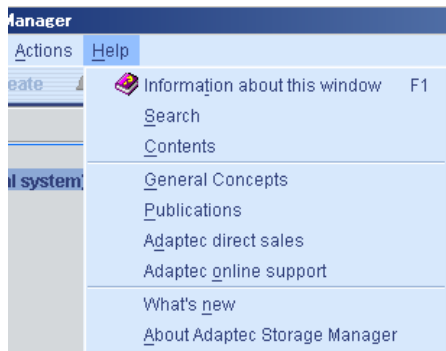 Manager
Actions Help
eate
Information about this window F1
Search
Contents
al system)
General Concepts
Publications
Adaptec direct sales
Adaptec online support
What's new
About Adaptec Storage Manager